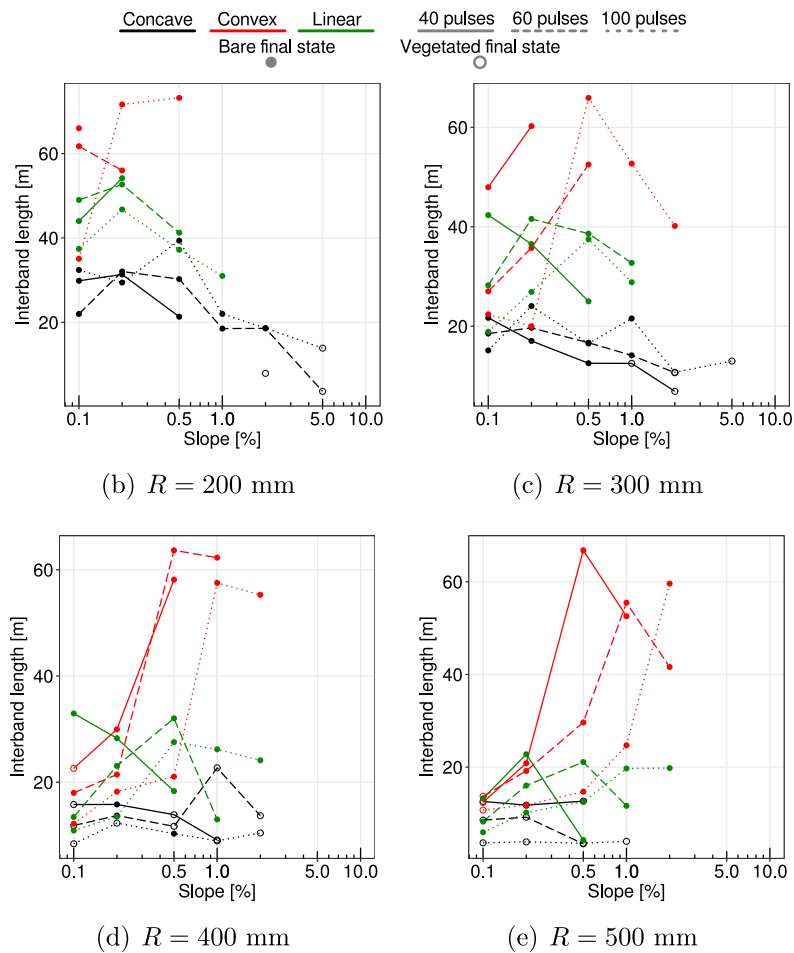 Concave Convex Linear 40 pulses 60 pulses 100 pulses
Bare final state Vegetated final state
Interband length [m]
60
40
20
0.1 0.5 1.0 5.0 10.0
Slope [%]
(b) R = 200 mm
Interband length [m]
60
40
20
0.1 0.5 1.0 5.0 10.0
Slope [%]
(c) R = 300 mm
Interband length [m]
60
40
20
0.1 0.5 1.0 5.0 10.0
Slope [%]
(d) R = 400 mm
Interband length [m]
60
40
20
0.1 0.5 1.0 5.0 10.0
Slope [%]
(e) R = 500 mm